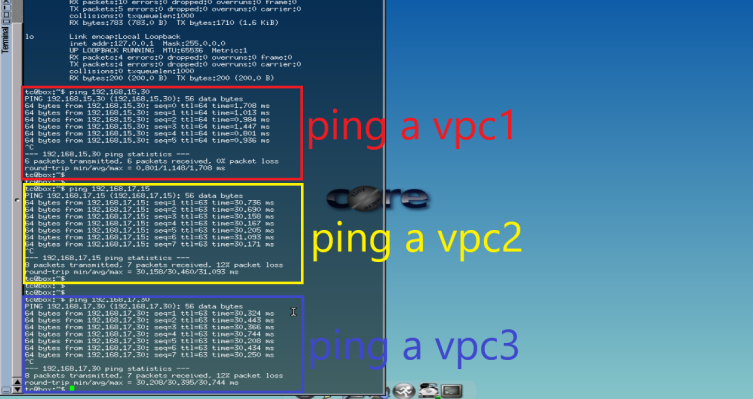 RX packets:10 errors:0 dropped:0 overruns:0 frame:0
TX packets:5 errors:0 dropped:0 overruns:0 carrier:0
collisions:0 txqueuelen:1000
RX bytes:783 (783.0 B)  TX bytes:1710 (1.6 KiB)
lo Link encap:Local Loopback
inet addr:127.0.0.1  Mask:255.0.0.0
UP LOOPBACK RUNNING  MTU:65536  Metric:1
RX packets:4 errors:0 dropped:0 overruns:0 frame:0
TX packets:4 errors:0 dropped:0 overruns:0 carrier:0
collisions:0 txqueuelen:1000
RX bytes:200 (200.0 B)  TX bytes:200 (200.0 B)
Terminal
tc@box:~$ ping 192.168.15.30
PING 192.168.15.30 (192.168.15.30): 56 data bytes
64 bytes from 192.168.15.30: seq=0 ttl=64 time=1.708 ms
64 bytes from 192.168.15.30: seq=1 ttl=64 time=1.013 ms
64 bytes from 192.168.15.30: seq=2 ttl=64 time=0.984 ms
64 bytes from 192.168.15.30: seq=3 ttl=64 time=1.447 ms
64 bytes from 192.168.15.30: seq=4 ttl=64 time=0.801 ms
64 bytes from 192.168.15.30: seq=5 ttl=64 time=0.936 ms
^C
--- 192.168.15.30 ping statistics ---
6 packets transmitted, 6 packets received, 0% packet loss
round-trip min/avg/max = 0.801/1.148/1.708 ms
tc@box:~$
tc@box:~$
ping a vpc1
tc@box:~$ ping 192.168.17.15
PING 192.168.17.15 (192.168.17.15): 56 data bytes
64 bytes from 192.168.17.15: seq=1 ttl=63 time=30.736 ms
64 bytes from 192.168.17.15: seq=2 ttl=63 time=30.690 ms
64 bytes from 192.168.17.15: seq=3 ttl=63 time=30.158 ms
64 bytes from 192.168.17.15: seq=4 ttl=63 time=30.167 ms
64 bytes from 192.168.17.15: seq=5 ttl=63 time=30.205 ms
64 bytes from 192.168.17.15: seq=6 ttl=63 time=31.093 ms
64 bytes from 192.168.17.15: seq=7 ttl=63 time=30.171 ms
^C
--- 192.168.17.15 ping statistics ---
8 packets transmitted, 7 packets received, 12% packet loss
round-trip min/avg/max = 30.158/30.460/31.093 ms
tc@box:~$
tc@box:~$
tc@box:~$
core
ping a vpc2
tc@box:~$ ping 192.168.17.30
PING 192.168.17.30 (192.168.17.30): 56 data bytes
64 bytes from 192.168.17.30: seq=1 ttl=63 time=30.324 ms
64 bytes from 192.168.17.30: seq=2 ttl=63 time=30.443 ms
64 bytes from 192.168.17.30: seq=3 ttl=63 time=30.366 ms
64 bytes from 192.168.17.30: seq=4 ttl=63 time=30.744 ms
64 bytes from 192.168.17.30: seq=5 ttl=63 time=30.208 ms
64 bytes from 192.168.17.30: seq=6 ttl=63 time=30.434 ms
64 bytes from 192.168.17.30: seq=7 ttl=63 time=30.250 ms
^C
--- 192.168.17.30 ping statistics ---
8 packets transmitted, 7 packets received, 12% packet loss
round-trip min/avg/max = 30.208/30.395/30.744 ms
tc@box:~$
ping a vpc3